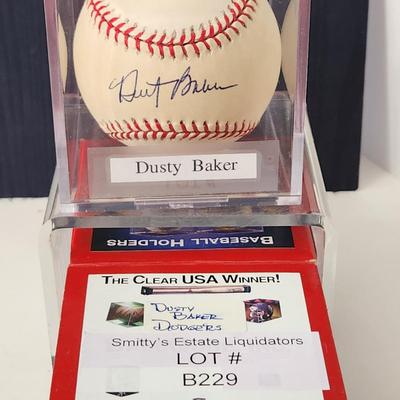 Dusty Baker
Dusty Baker
BASEBALL HOLDERS
THE CLEAR USA WINNER!
DUSTY
BAKER
DODGERS
Smitty's Estate Liquidators
LOT #
B229